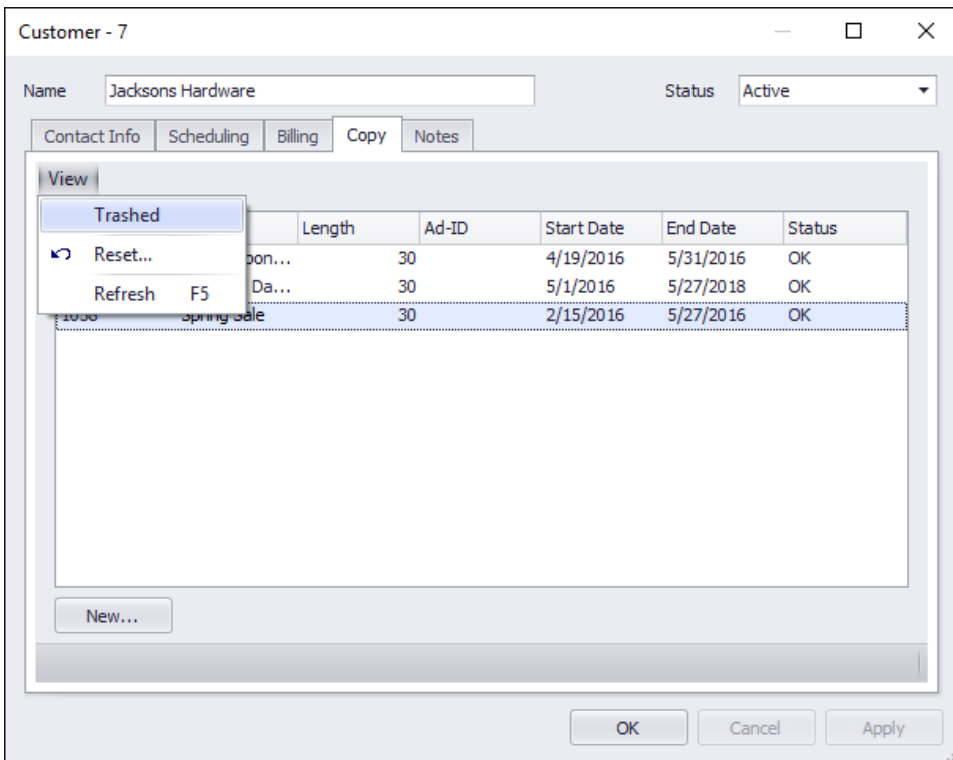 Customer - 7
Name Jacksons Hardware Status Active
Contact Info Scheduling Billing Copy Notes
View
Trashed Length Ad-ID Start Date End Date Status
Reset... 30 4/19/2016 5/31/2016 OK
Refresh F5 Da... 30 5/1/2016 5/27/2018 OK
1058 Spring Sale 30 2/15/2016 5/27/2016 OK
New...
OK Cancel Apply